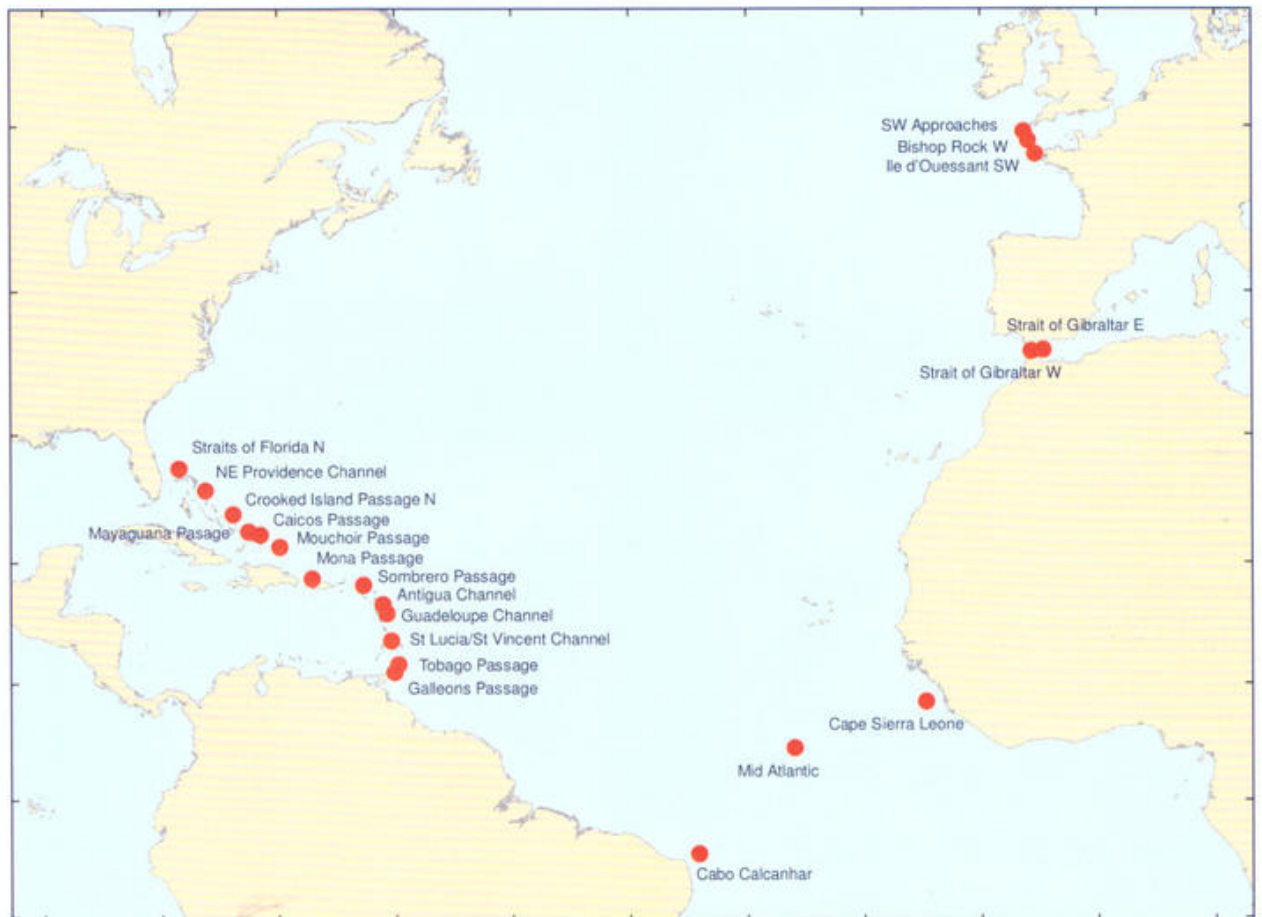 SW Approaches
Bishop Rock W
Ile d'Ouessant SW
Strait of Gibraltar E
Strait of Gibraltar W
Straits of Florida N
NE Providence Channel
Crooked Island Passage N
Caicos Passage
Mayaguana Pasage
Mouchoir Passage
Mona Passage
Sombrero Passage
Antigua Channel
Guadeloupe Channel
St Lucia/St Vincent Channel
Tobago Passage
Galleons Passage
Cape Sierra Leone
Mid Atlantic
Cabo Calcanhar